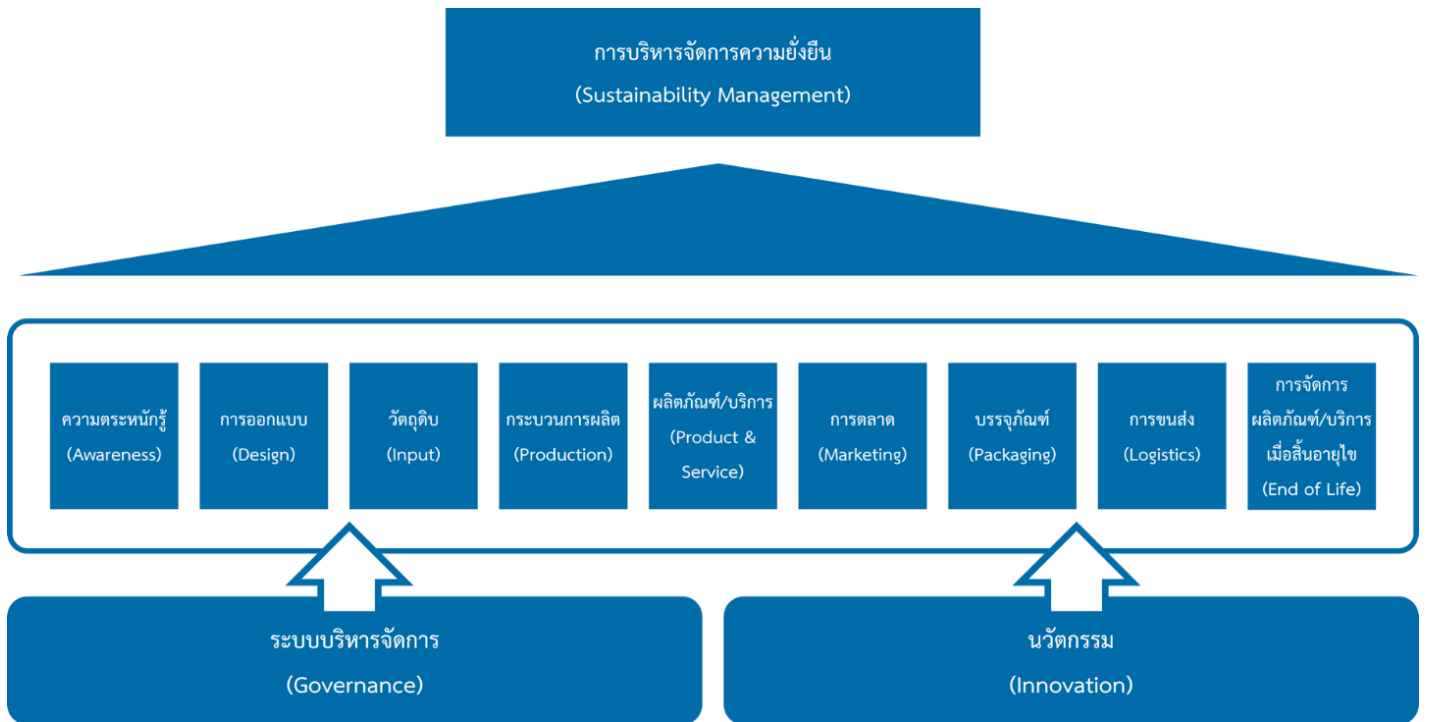 การบริหารจัดการความยั่งยืน
(Sustainability Management)
ความตระหนักรู้
(Awareness)
การออกแบบ
(Design)
วัตถุดิบ
(Input)
กระบวนการผลิต
(Production)
ผลิตภัณฑ์/บริการ
(Product &
Service)
การตลาด
(Marketing)
บรรจุภัณฑ์
(Packaging)
การขนส่ง
(Logistics)
การจัดการ
ผลิตภัณฑ์/บริการ
เมื่อสิ้นอายุไข
(End of Life)
ระบบบริหารจัดการ
(Governance)
นวัตกรรม
(Innovation)